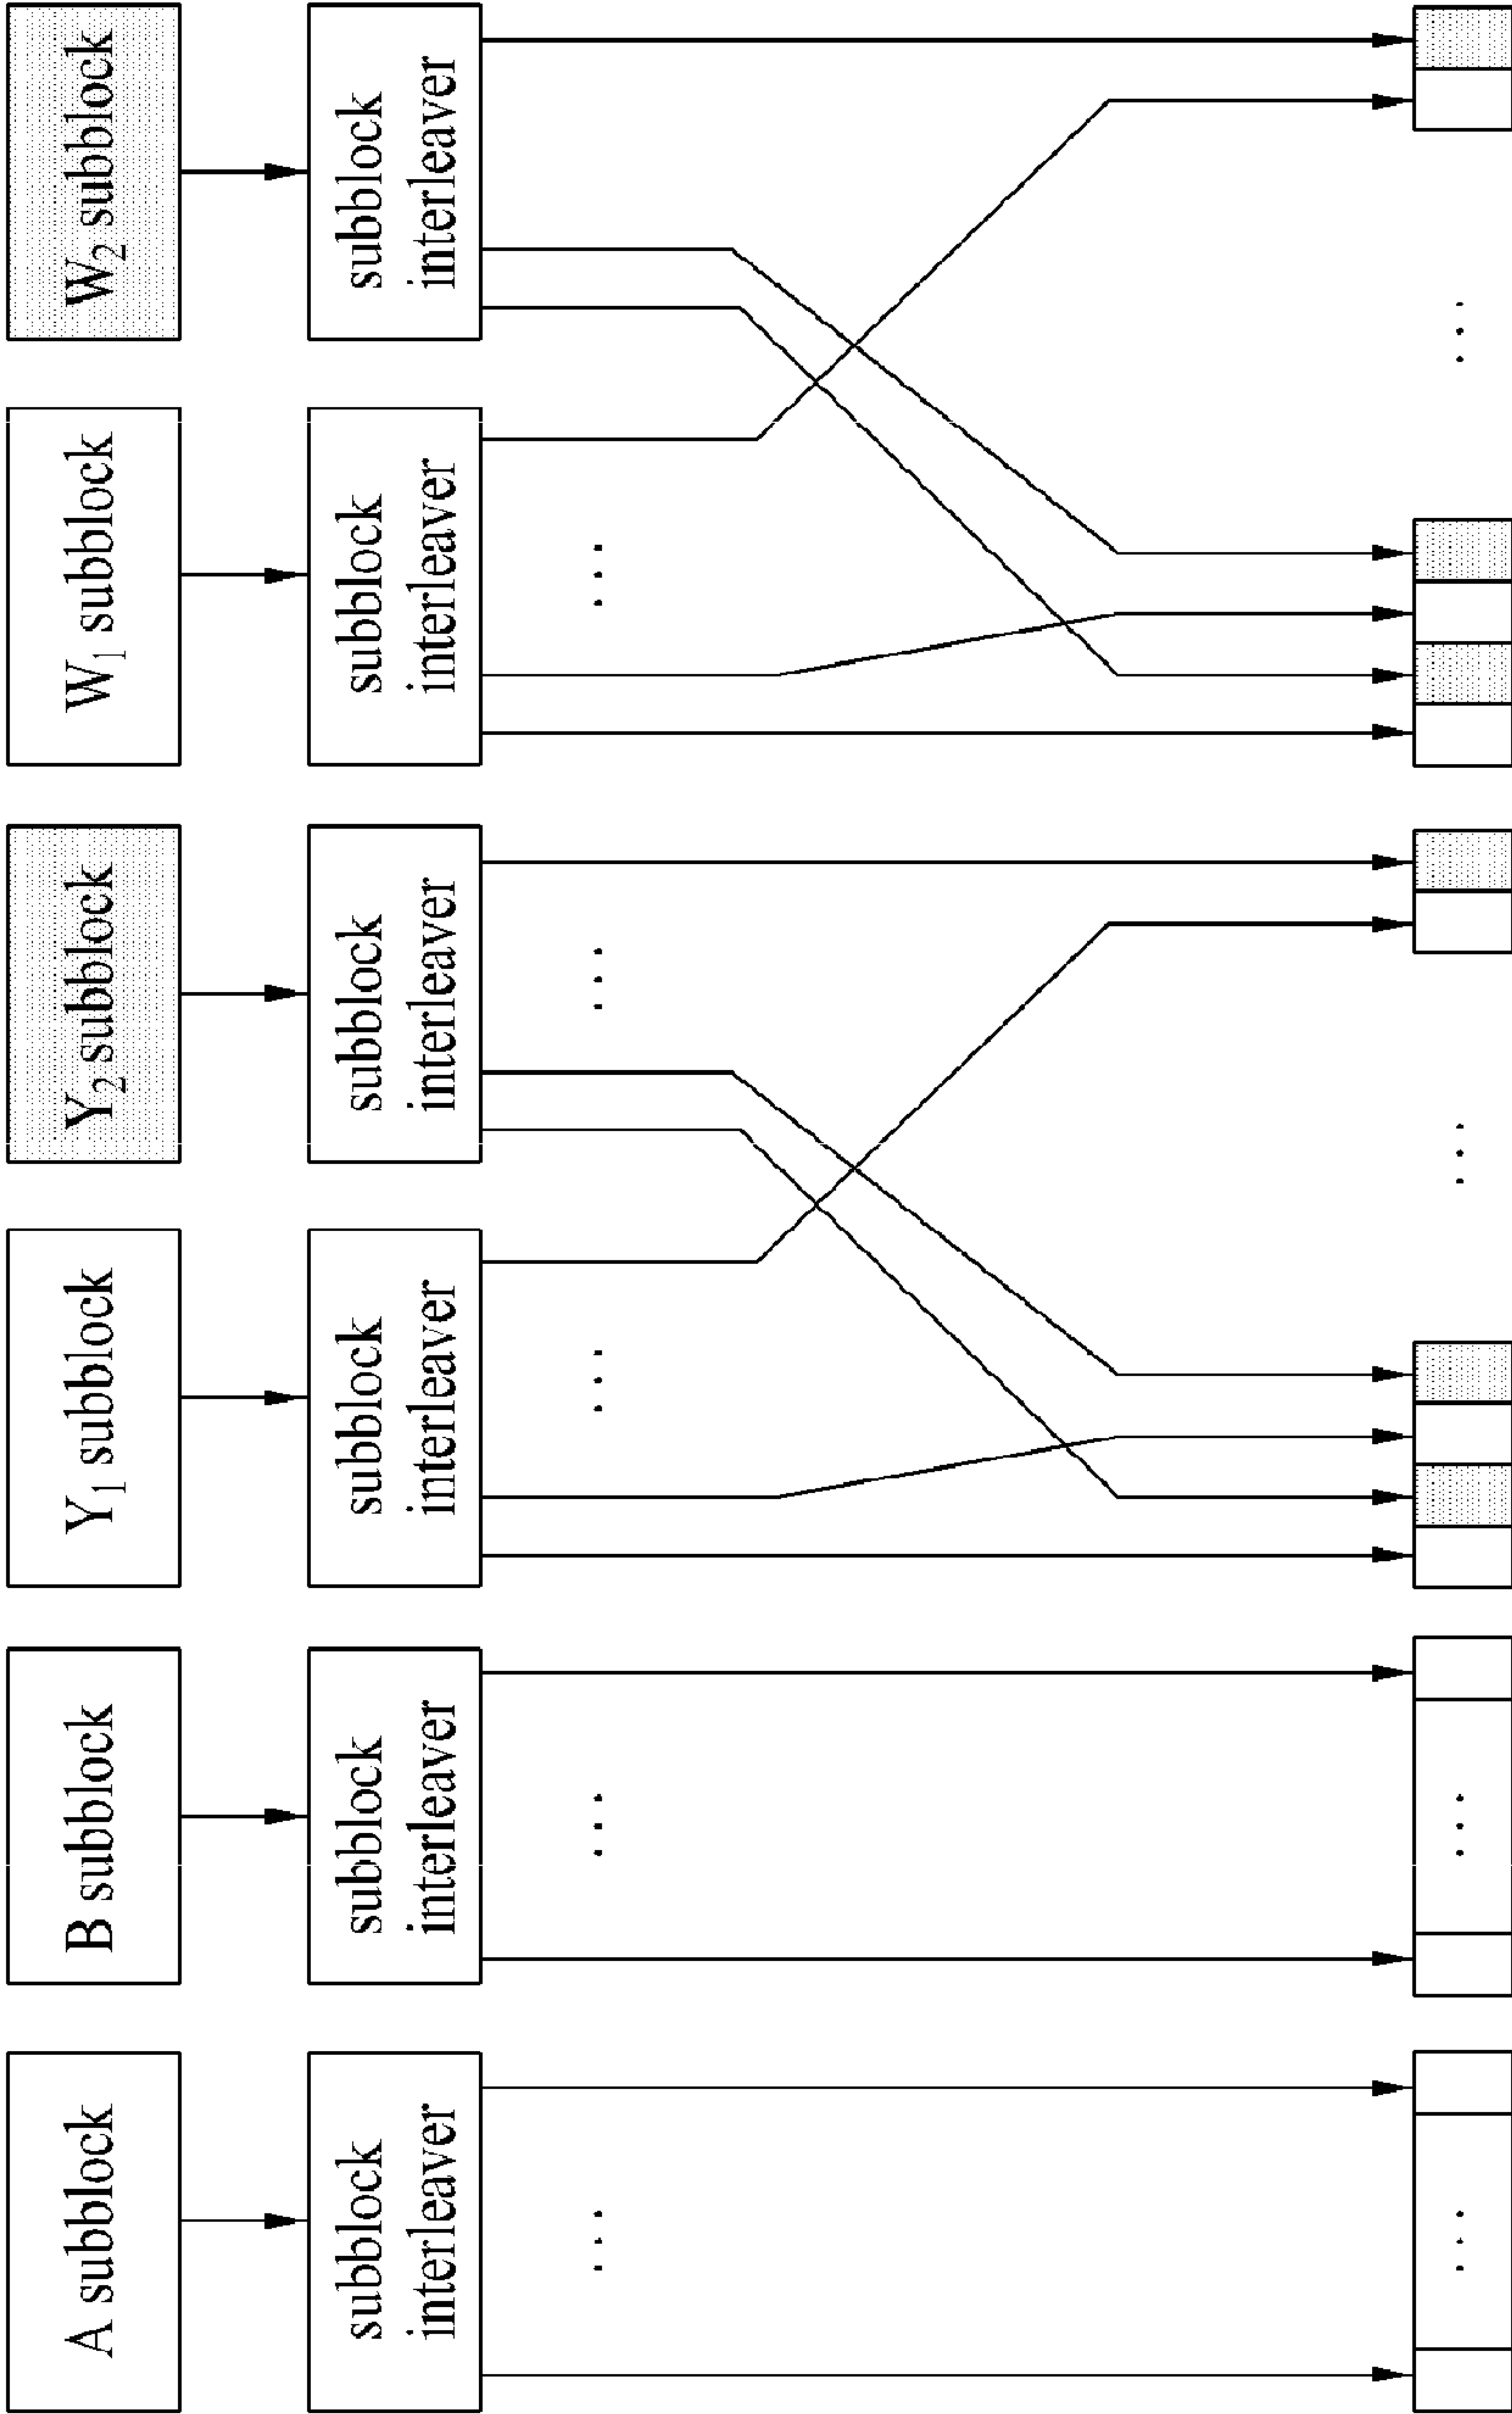 A subblock
B subblock
Y1 subblock
Y2 subblock
W1 subblock
W2 subblock
subblock
interleaver
subblock
interleaver
subblock
interleaver
subblock
interleaver
subblock
interleaver
subblock
interleaver